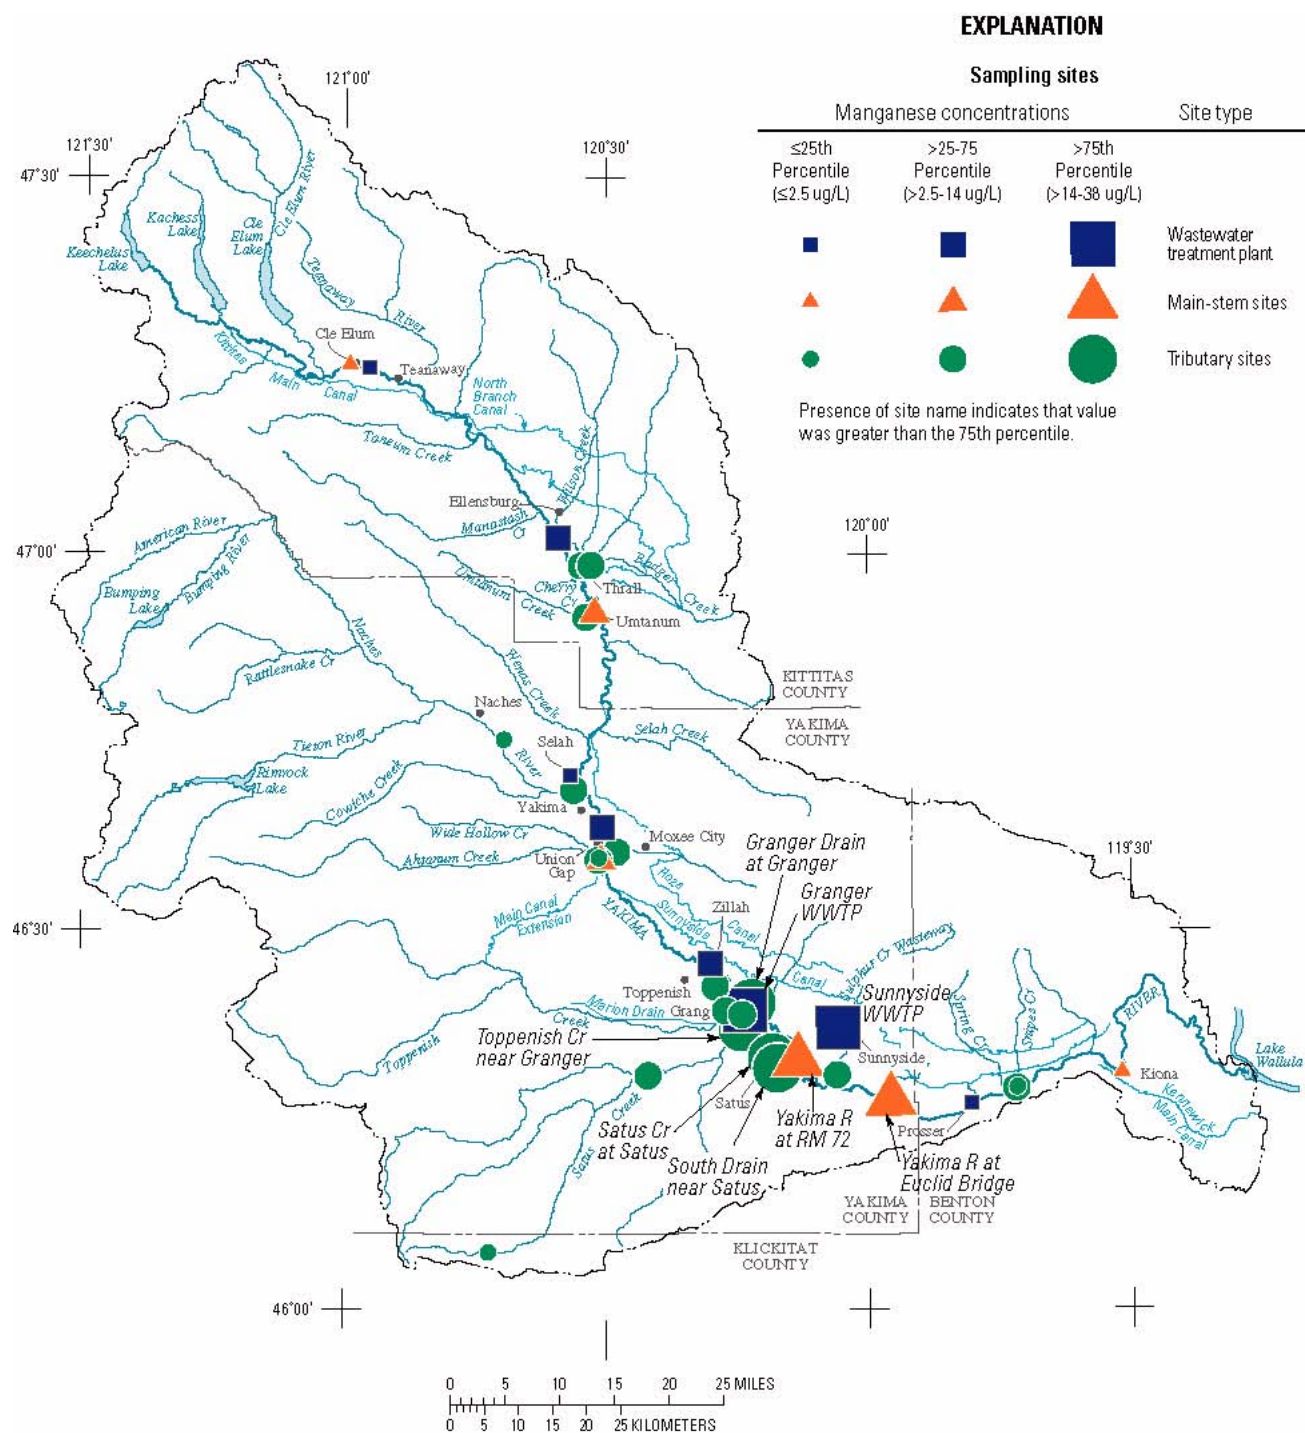 EXPLANATION
Sampling sites
Manganese concentrations
Site type
≤25th
Percentile
(≤2.5 ug/L)
>25-75
Percentile
(>2.5-14 ug/L)
>75th
Percentile
(>14-38 ug/L)
Wastewater
treatment plant
Main-stem sites
Tributary sites
Presence of site name indicates that value
was greater than the 75th percentile.
121°00'
121°30'
47°30'
120°30'
Kachess
Lake
Cle
Elum
Lake
Cle Elum River
Keechelus
Lake
Teanaway
River
Cle Elum
Kittitas
Main
Canal
Teanaway
North
Branch
Canal
Taneum Creek
Wilson Creek
Ellensburg
Manastash
Cr
120°00'
47°00'
American River
Bumping River
Bumping
Lake
Umtanum
Creek
Cherry
Cr
Thrall
Badger
Creek
Umtanum
Naches
Rattlesnake Cr
Wenas Creek
KITTITAS
COUNTY
YAKIMA
COUNTY
Naches
Selah Creek
Tieton River
Selah
River
Rimrock
Lake
Cowiche Creek
Yakima
Wide Hollow Cr
Moxee City
Ahtanum Creek
Union
Gap
Granger Drain
at Granger
119°30'
Roza
Granger
WWTP
Main Canal
Extension
YAKIMA
Sunnyside
Canal
Zillah
46°30'
Canal
Sulphur Cr Wasteway
Toppenish
Sunnyside
WWTP
Marion Drain
Grang
Creek
Toppenish
Toppenish Cr
near Granger
Spring Cr
Snipes Cr
RIVER
Sunnyside
Lake
Wallula
Kiona
Kennewick
Main Canal
Satus
Creek
Satus
Prosser
Satus Cr
at Satus
Yakima R
at RM 72
South Drain
near Satus
Yakima R at
Euclid Bridge
YAKIMA
COUNTY
BENTON
COUNTY
KLICKITAT
COUNTY
46°00'
0 5 10 15 20 25 MILES
0 5 10 15 20 25 KILOMETERS